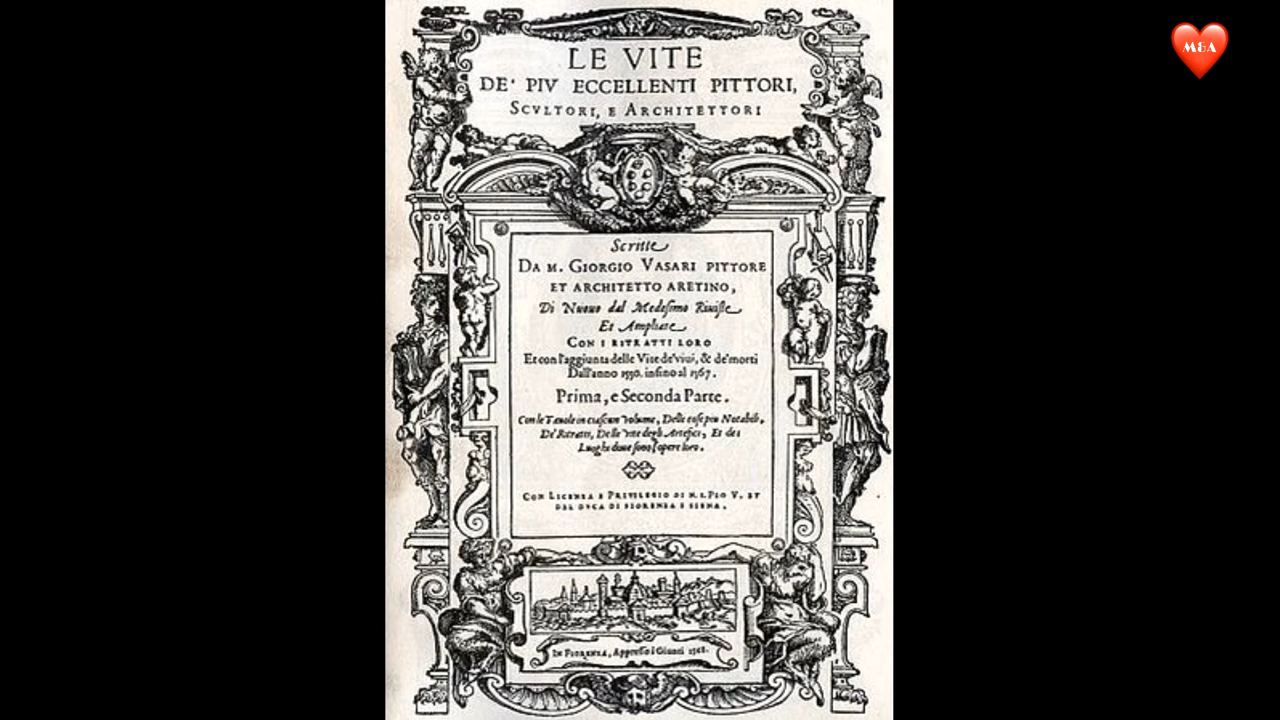 LE VITE
DE' PIV ECCELLENTI PITTORI,
SCVLTORI, E ARCHITETTORI
Scritte
DA M. GIORGIO VASARI PITTORE
ET ARCHITETTO ARETINO,
Di Nuouo dal Medesimo Riuiste
Et Ampliate
CON I RITRATTI LORO
Et con l'aggiunta delle Vite de'viui, & de'morti
Dall'anno 1550. infino al 1567.
Prima, e Seconda Parte.
Con le Tauole in ciascun volume, Delle cose piu Notabili,
De' Ritratti, Delle vite degli Artefici, Et dei
Luoghi doue sono l'opere loro.
CON LICENZA E PRIVILEGIO DI N. S. PIO V. ET
DEL DVCA DI FIORENZA E SIENA.
IN FIORENZA, Appresso i Giunti 1568.
M&A